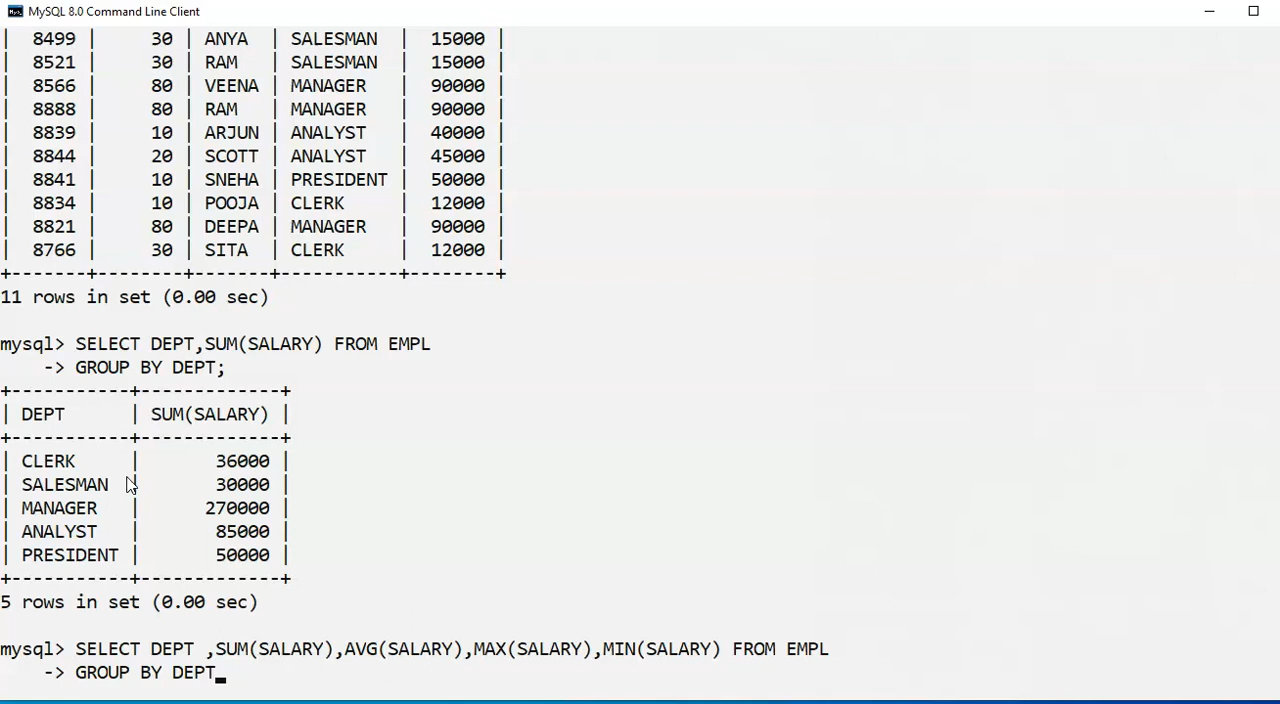 MySQL 8.0 Command Line Client
| 8499 | 30 | ANYA | SALESMAN | 15000 |
| 8521 | 30 | RAM | SALESMAN | 15000 |
| 8566 | 80 | VEENA | MANAGER | 90000 |
| 8888 | 80 | RAM | MANAGER | 90000 |
| 8839 | 10 | ARJUN | ANALYST | 40000 |
| 8844 | 20 | SCOTT | ANALYST | 45000 |
| 8841 | 10 | SNEHA | PRESIDENT | 50000 |
| 8834 | 10 | POOJA | CLERK | 12000 |
| 8821 | 80 | DEEPA | MANAGER | 90000 |
| 8766 | 30 | SITA | CLERK | 12000 |
+-------+--------+-------+-----------+--------+
11 rows in set (0.00 sec)
mysql> SELECT DEPT,SUM(SALARY) FROM EMPL
-> GROUP BY DEPT;
+-----------+-------------+
| DEPT | SUM(SALARY) |
+-----------+-------------+
| CLERK | 36000 |
| SALESMAN | 30000 |
| MANAGER | 270000 |
| ANALYST | 85000 |
| PRESIDENT | 50000 |
+-----------+-------------+
5 rows in set (0.00 sec)
mysql> SELECT DEPT ,SUM(SALARY),AVG(SALARY),MAX(SALARY),MIN(SALARY) FROM EMPL
-> GROUP BY DEPT_